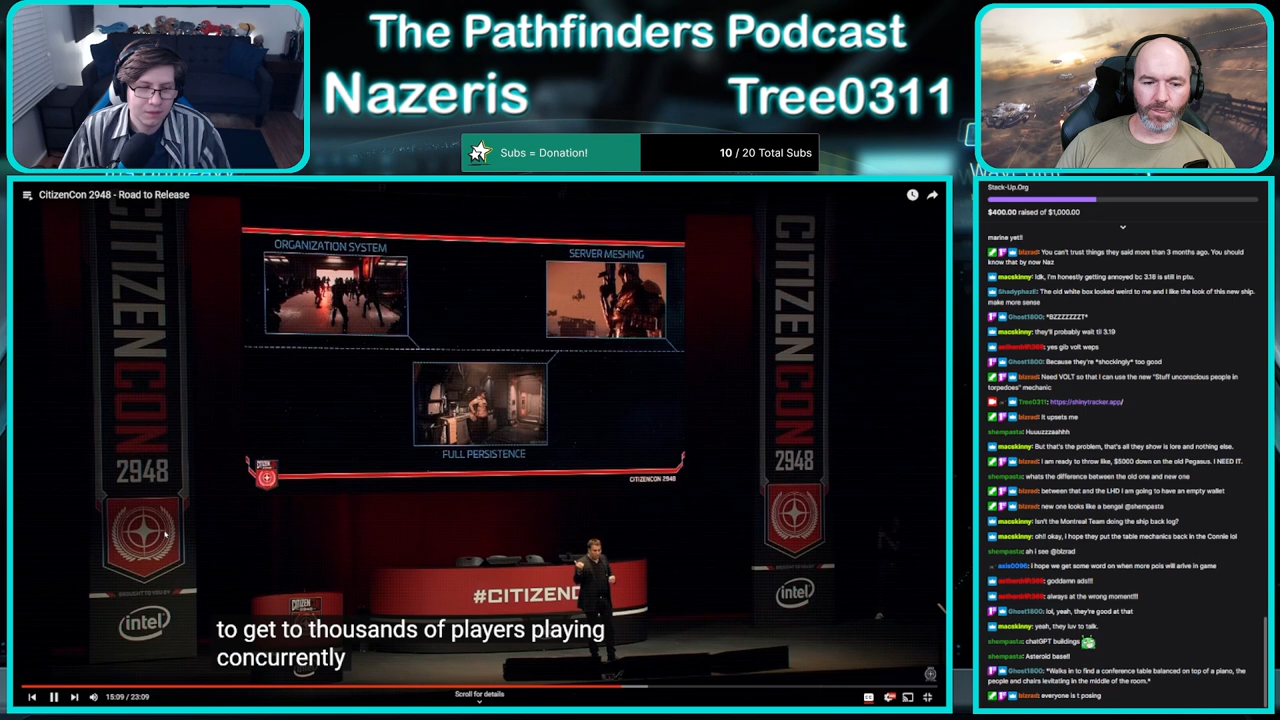 The Pathfinders Podcast
Nazeris
Tree0311
Subs = Donation!
10 / 20 Total Subs
CitizenCon 2948 - Road to Release
ORGANIZATION SYSTEM
SERVER MESHING
FULL PERSISTENCE
CITIZENCON 2948
CITIZENCON
2948
BROUGHT TO YOU BY
intel
CITIZENCON
2948
intel
#CITIZENC
to get to thousands of players playing
concurrently
15:09 / 23:09
Scroll for details
Stack-Up.Org
$400.00 raised of $1,000.00
marine yet!!
blzrad: You can't trust things they said more than 3 months ago. You should
know that by now Naz
macskinny: Idk, I'm honestly getting annoyed bc 3.18 is still in ptu.
ShadyphezE: The old white box looked weird to me and I like the look of this new ship.
make more sense
Ghost1800: *BZZZZZZZT*
macskinny: they'll probably wait til 3.19
yes gib volt weps
Ghost1800: Because they're *shockingly* too good
blzrad: Need VOLT so that I can use the new "Stuff unconscious people in
torpedoes" mechanic
Tree0311: https://shinytracker.app/
blzrad: It upsets me
shempasta: Huuuzzzaahhh
macskinny: But that's the problem, that's all they show is lore and nothing else.
blzrad: I am ready to throw like, $5000 down on the old Pegasus. I NEED IT.
shempasta: whats the difference between the old one and new one
blzrad: between that and the LHD I am going to have an empty wallet
blzrad: new one looks like a bengal @shempasta
macskinny: Isn't the Montreal Team doing the ship back log?
macskinny: oh!! okay, i hope they put the table mechanics back in the Connie lol
shempasta: ah i see @blzrad
axis0096: i hope we get some word on when more pois will arive in game
goddamn ads!!!
always at the wrong moment!!!
Ghost1800: lol, yeah, they're good at that
macskinny: yeah, they luv to talk.
shempasta: chatGPT buildings
shempasta: Asteroid base!!
Ghost1800: *Walks in to find a conference table balanced on top of a piano, the
people and chairs levitating in the middle of the room.*
blzrad: everyone is t posing